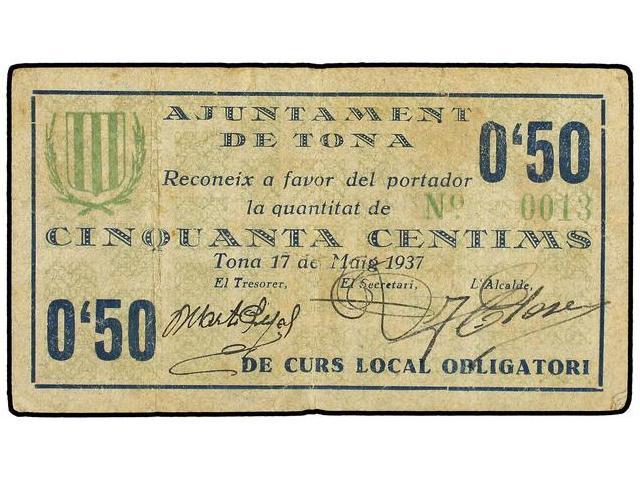 AJUNTAMENT
DE TONA
0'50
Reconeix a favor del portador
la quantitat de
Nº 0013
CINQUANTA CENTIMS
Tona 17 de Maig 1937
El Tresorer, El Secretari, L'Alcalde,
0'50
DE CURS LOCAL OBLIGATORI